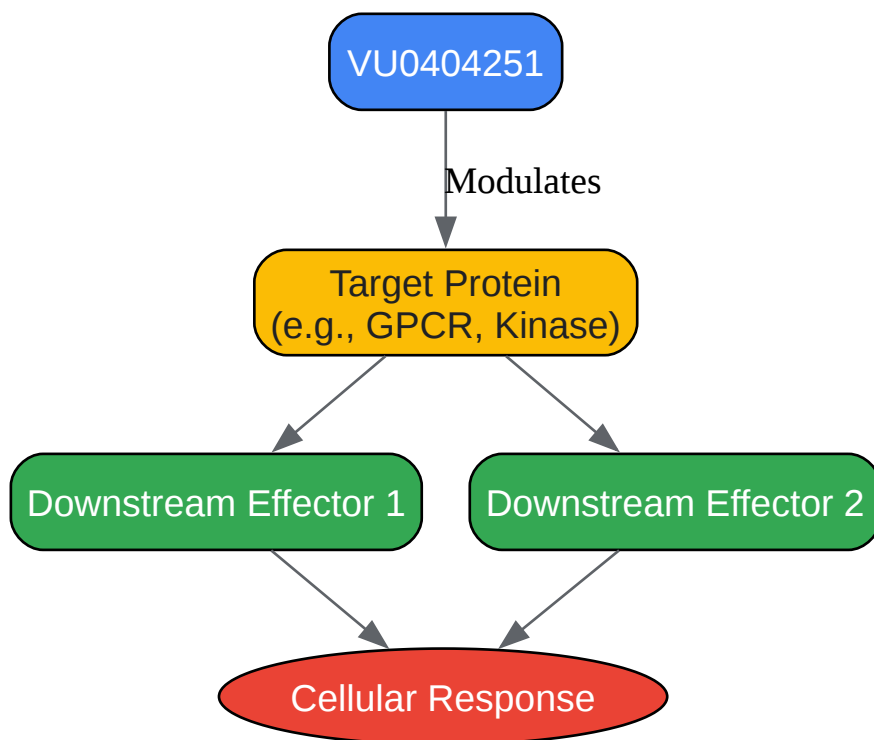 VU0404251
Modulates
Target Protein
(e.g., GPCR, Kinase)
Downstream Effector 1
Downstream Effector 2
Cellular Response